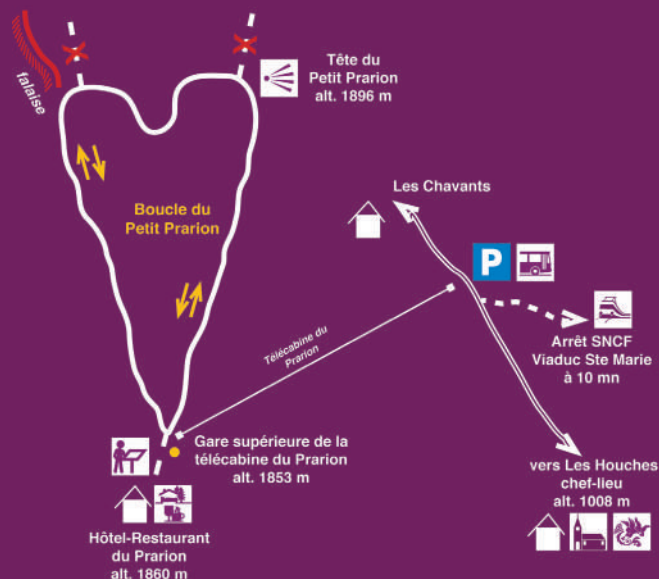 falaise
Tête du
Petit Prarion
alt. 1896 m
Boucle du
Petit Prarion
Les Chavants
P
Télécabine du
Prarion
Arrêt SNCF
Viaduc Ste Marie
à 10 mn
Gare supérieure de la
télécabine du Prarion
alt. 1853 m
vers Les Houches
chef-lieu
alt. 1008 m
Hôtel-Restaurant
du Prarion
alt. 1860 m